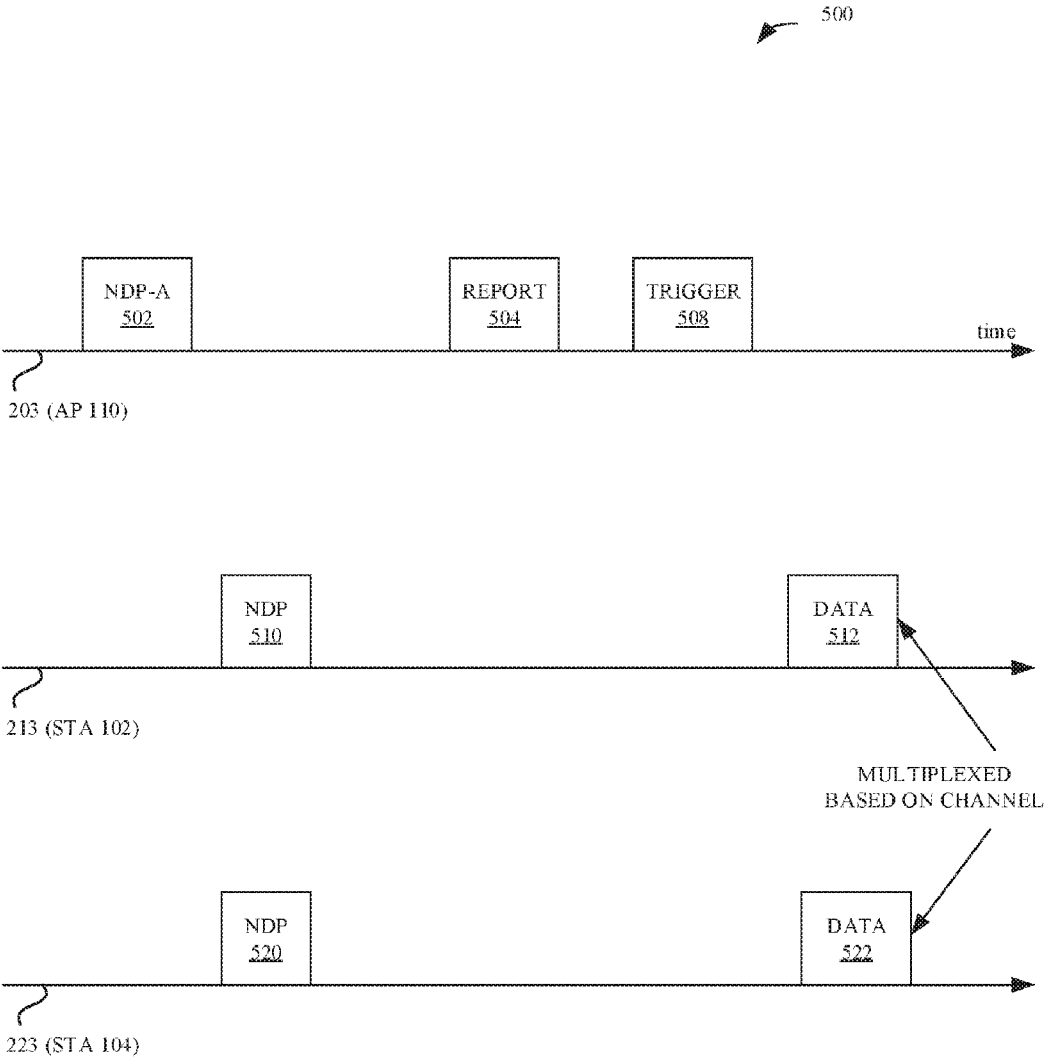 500
NDP-A
502
REPORT
504
TRIGGER
508
time
203 (AP 110)
NDP
510
DATA
512
213 (STA 102)
MULTIPLEXED
BASED ON CHANNEL
NDP
520
DATA
522
223 (STA 104)